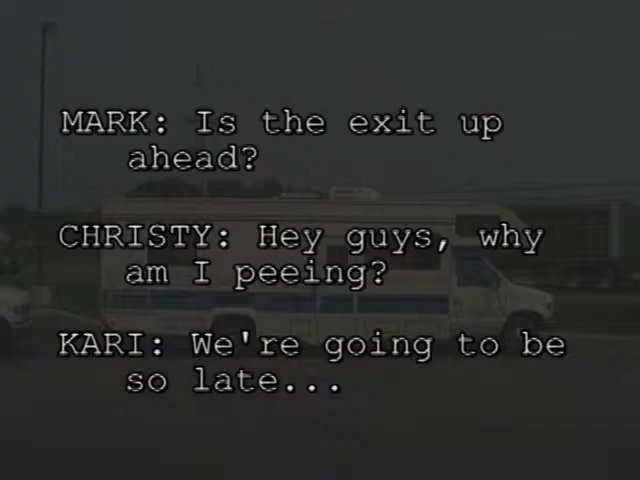 MARK: Is the exit up
ahead?
CHRISTY: Hey guys, why
am I peeing?
KARI: We're going to be
so late...